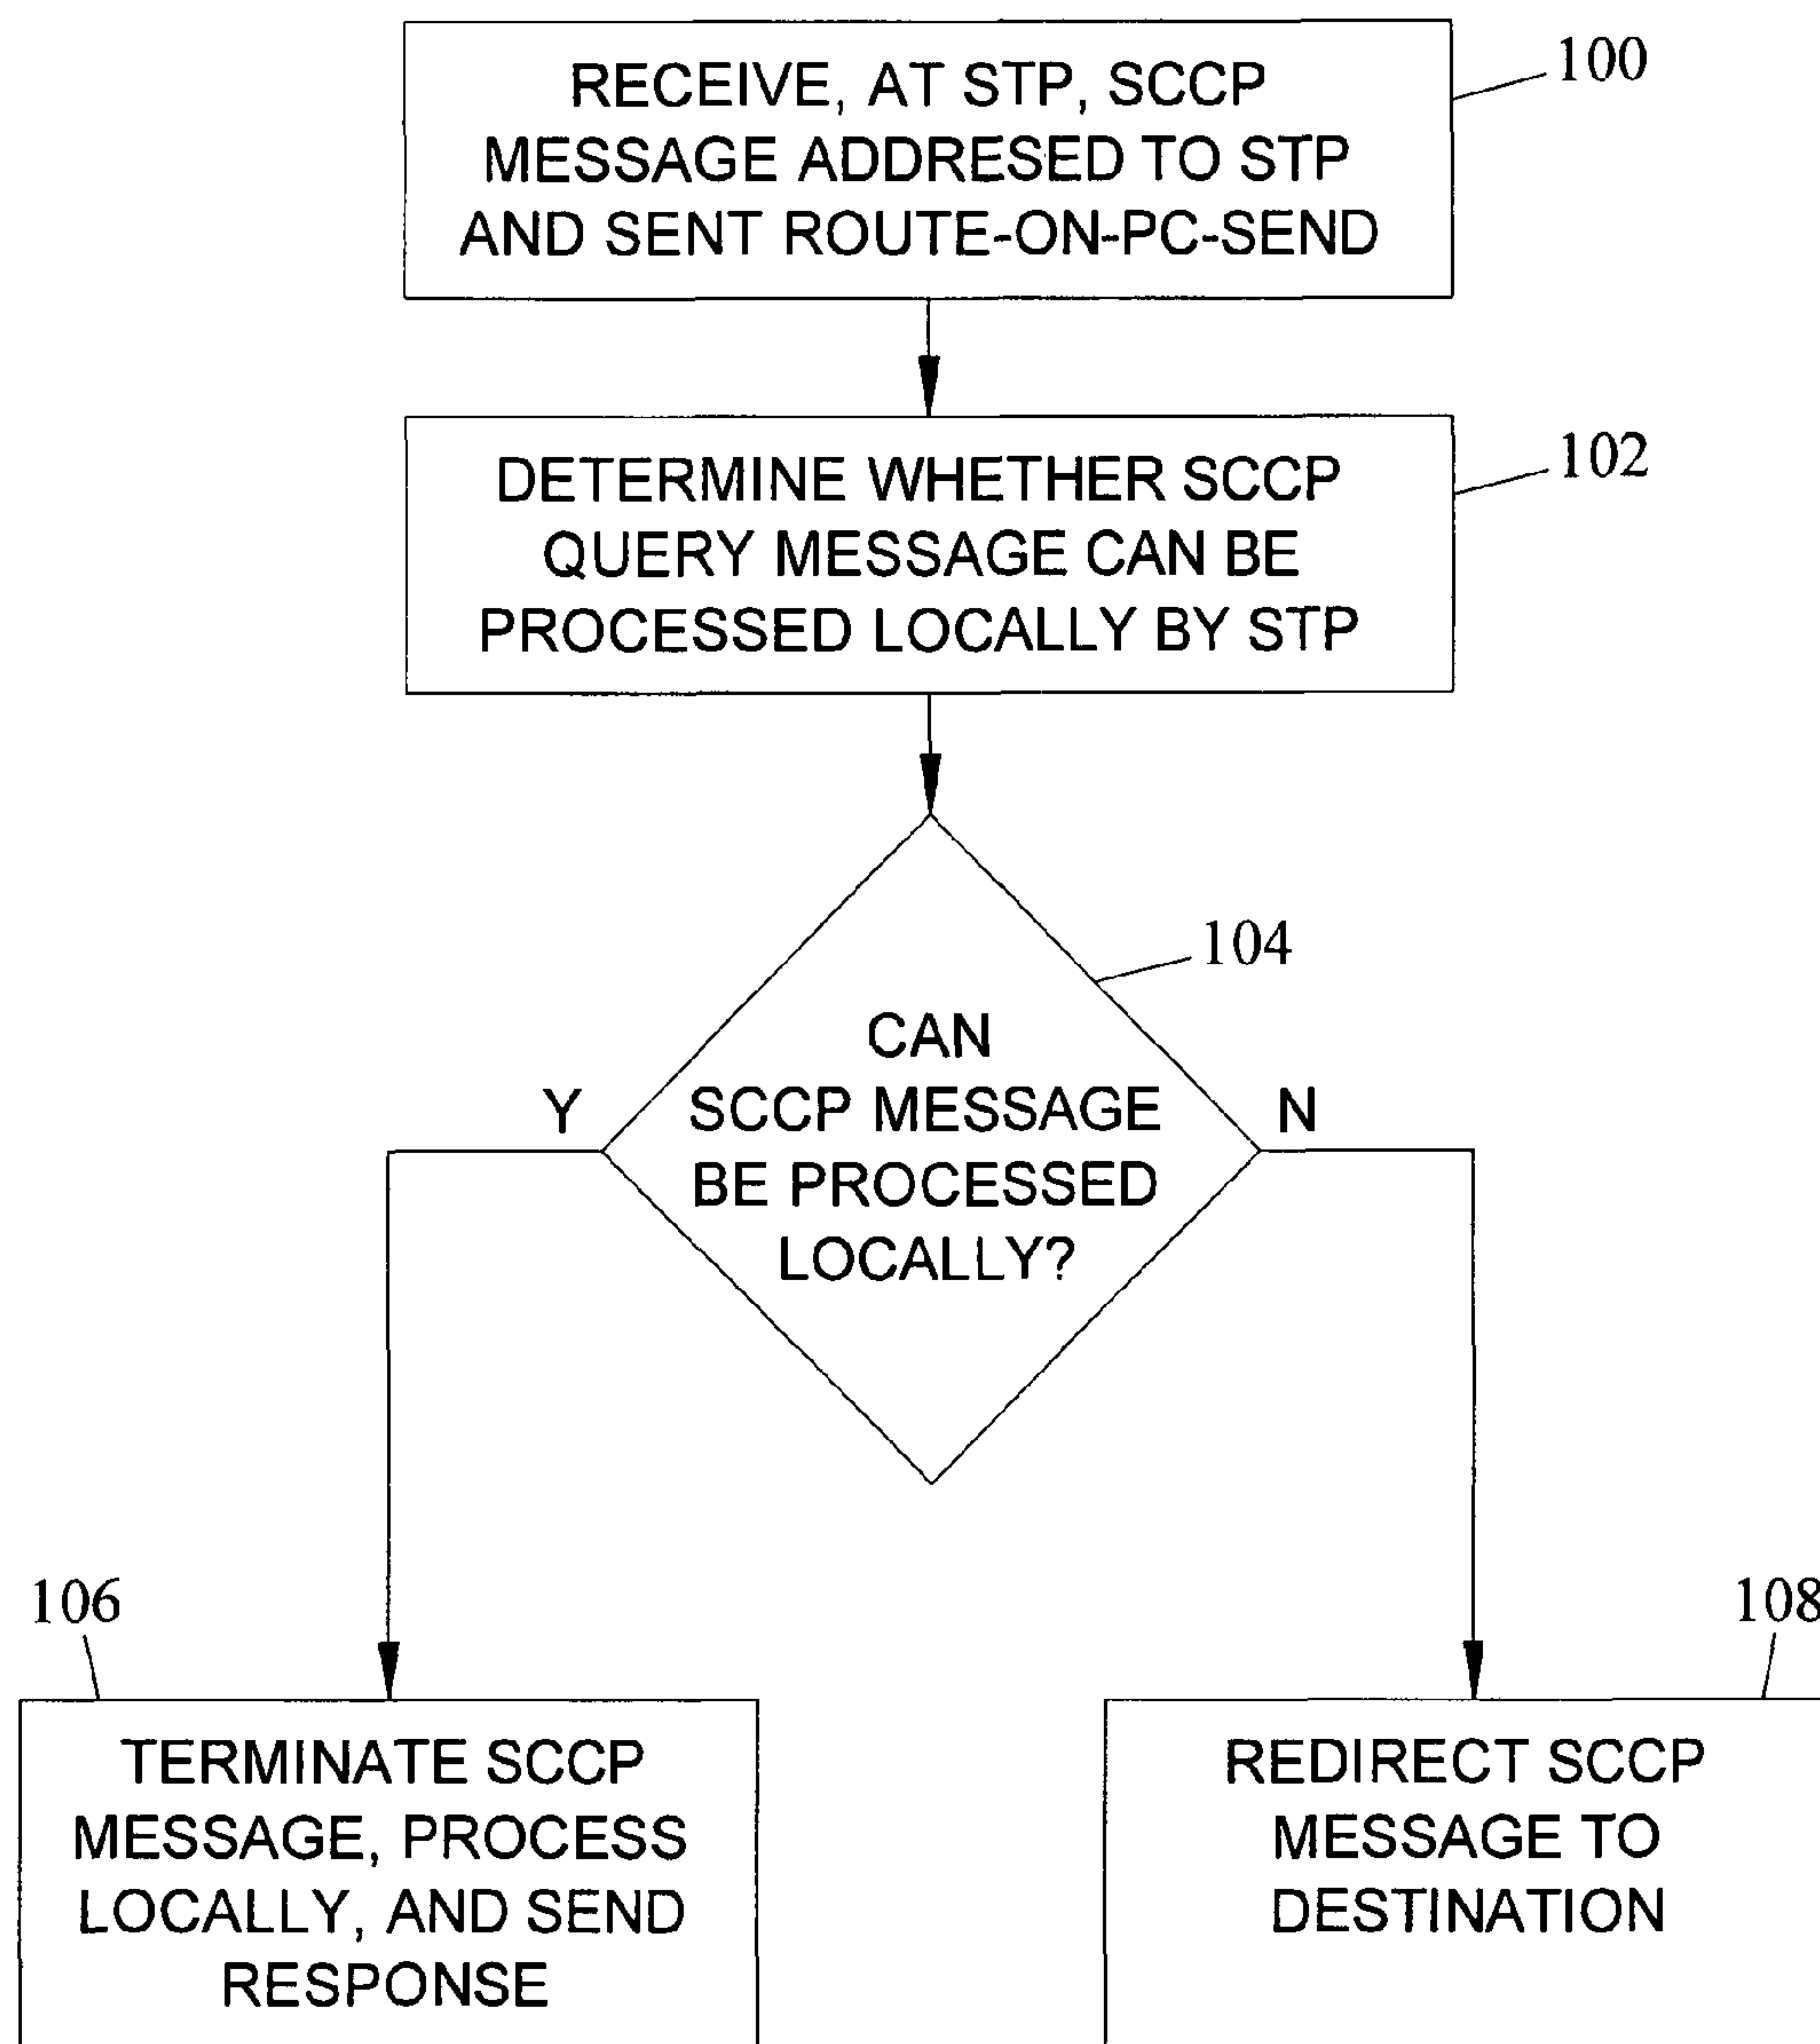 RECEIVE, AT STP, SCCP
MESSAGE ADDRESED TO STP
AND SENT ROUTE-ON-PC-SEND
100
DETERMINE WHETHER SCCP
QUERY MESSAGE CAN BE
PROCESSED LOCALLY BY STP
102
104
CAN
SCCP MESSAGE
BE PROCESSED
LOCALLY?
Y
N
106
TERMINATE SCCP
MESSAGE, PROCESS
LOCALLY, AND SEND
RESPONSE
108
REDIRECT SCCP
MESSAGE TO
DESTINATION